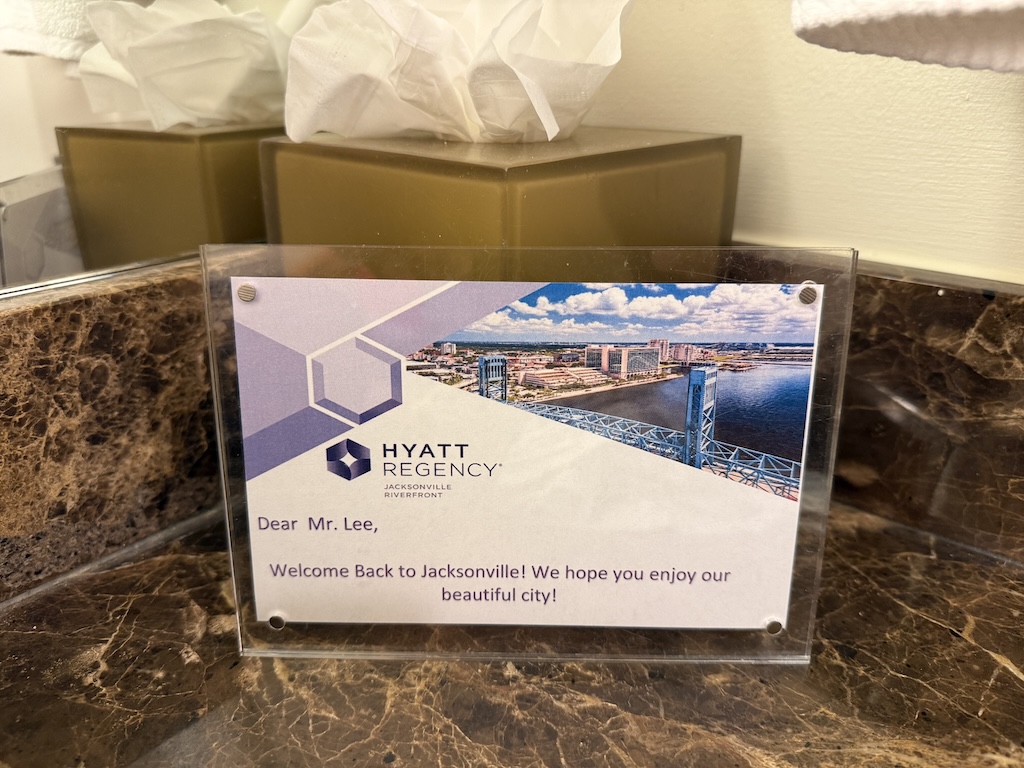 HYATT
REGENCY®
JACKSONVILLE
RIVERFRONT
Dear Mr. Lee,
Welcome Back to Jacksonville! We hope you enjoy our
beautiful city!